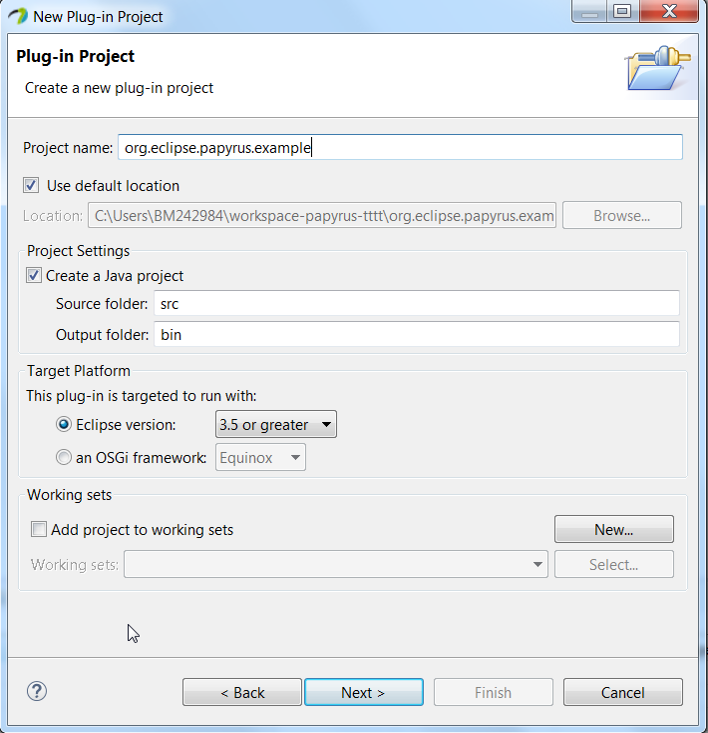 New Plug-in Project
Plug-in Project
Create a new plug-in project
Project name: org.eclipse.papyrus.example
Use default location
Location: C:\Users\BM242984\workspace-papyrus-tttt\org.eclipse.papyrus.exam Browse...
Project Settings
Create a Java project
Source folder: src
Output folder: bin
Target Platform
This plug-in is targeted to run with:
Eclipse version: 3.5 or greater
an OSGi framework: Equinox
Working sets
Add project to working sets New...
Working sets: Select...
? < Back Next > Finish Cancel